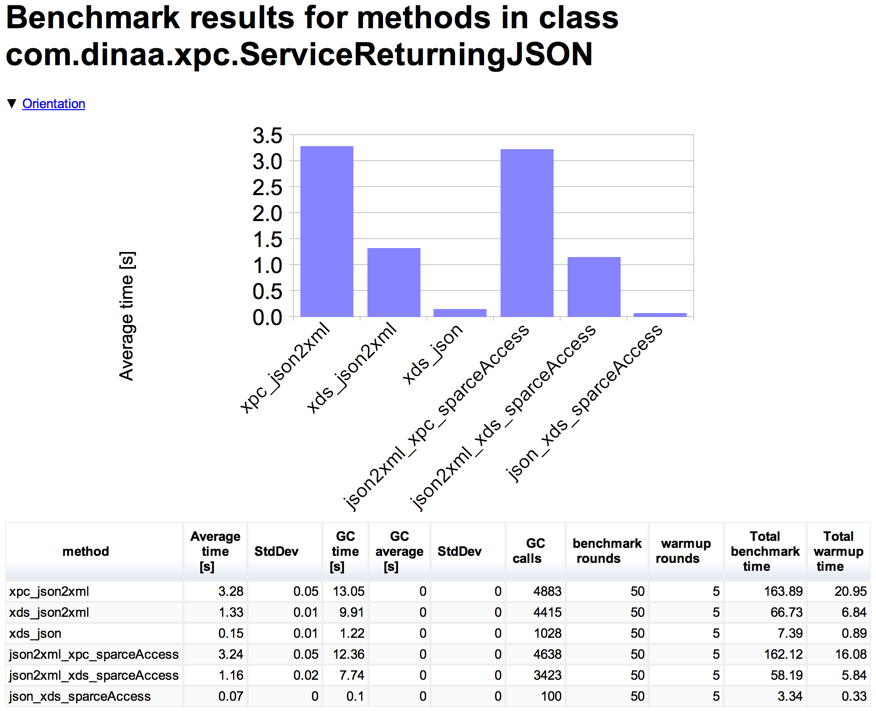 Benchmark results for methods in class
com.dinaa.xpc.ServiceReturningJSON
▼ Orientation
3.5
3.0
2.5
2.0
1.5
1.0
0.5
0.0
Average time [s]
xpc_json2xml
xds_json2xml
xds_json
json2xml_xpc_sparceAccess
json2xml_xds_sparceAccess
json_xds_sparceAccess
method Average time [s] StdDev GC time [s] GC average [s] StdDev GC calls benchmark rounds warmup rounds Total benchmark time Total warmup time
xpc_json2xml 3.28 0.05 13.05 0 0 4883 50 5 163.89 20.95
xds_json2xml 1.33 0.01 9.91 0 0 4415 50 5 66.73 6.84
xds_json 0.15 0.01 1.22 0 0 1028 50 5 7.39 0.89
json2xml_xpc_sparceAccess 3.24 0.05 12.36 0 0 4638 50 5 162.12 16.08
json2xml_xds_sparceAccess 1.16 0.02 7.74 0 0 3423 50 5 58.19 5.84
json_xds_sparceAccess 0.07 0 0.1 0 0 100 50 5 3.34 0.33